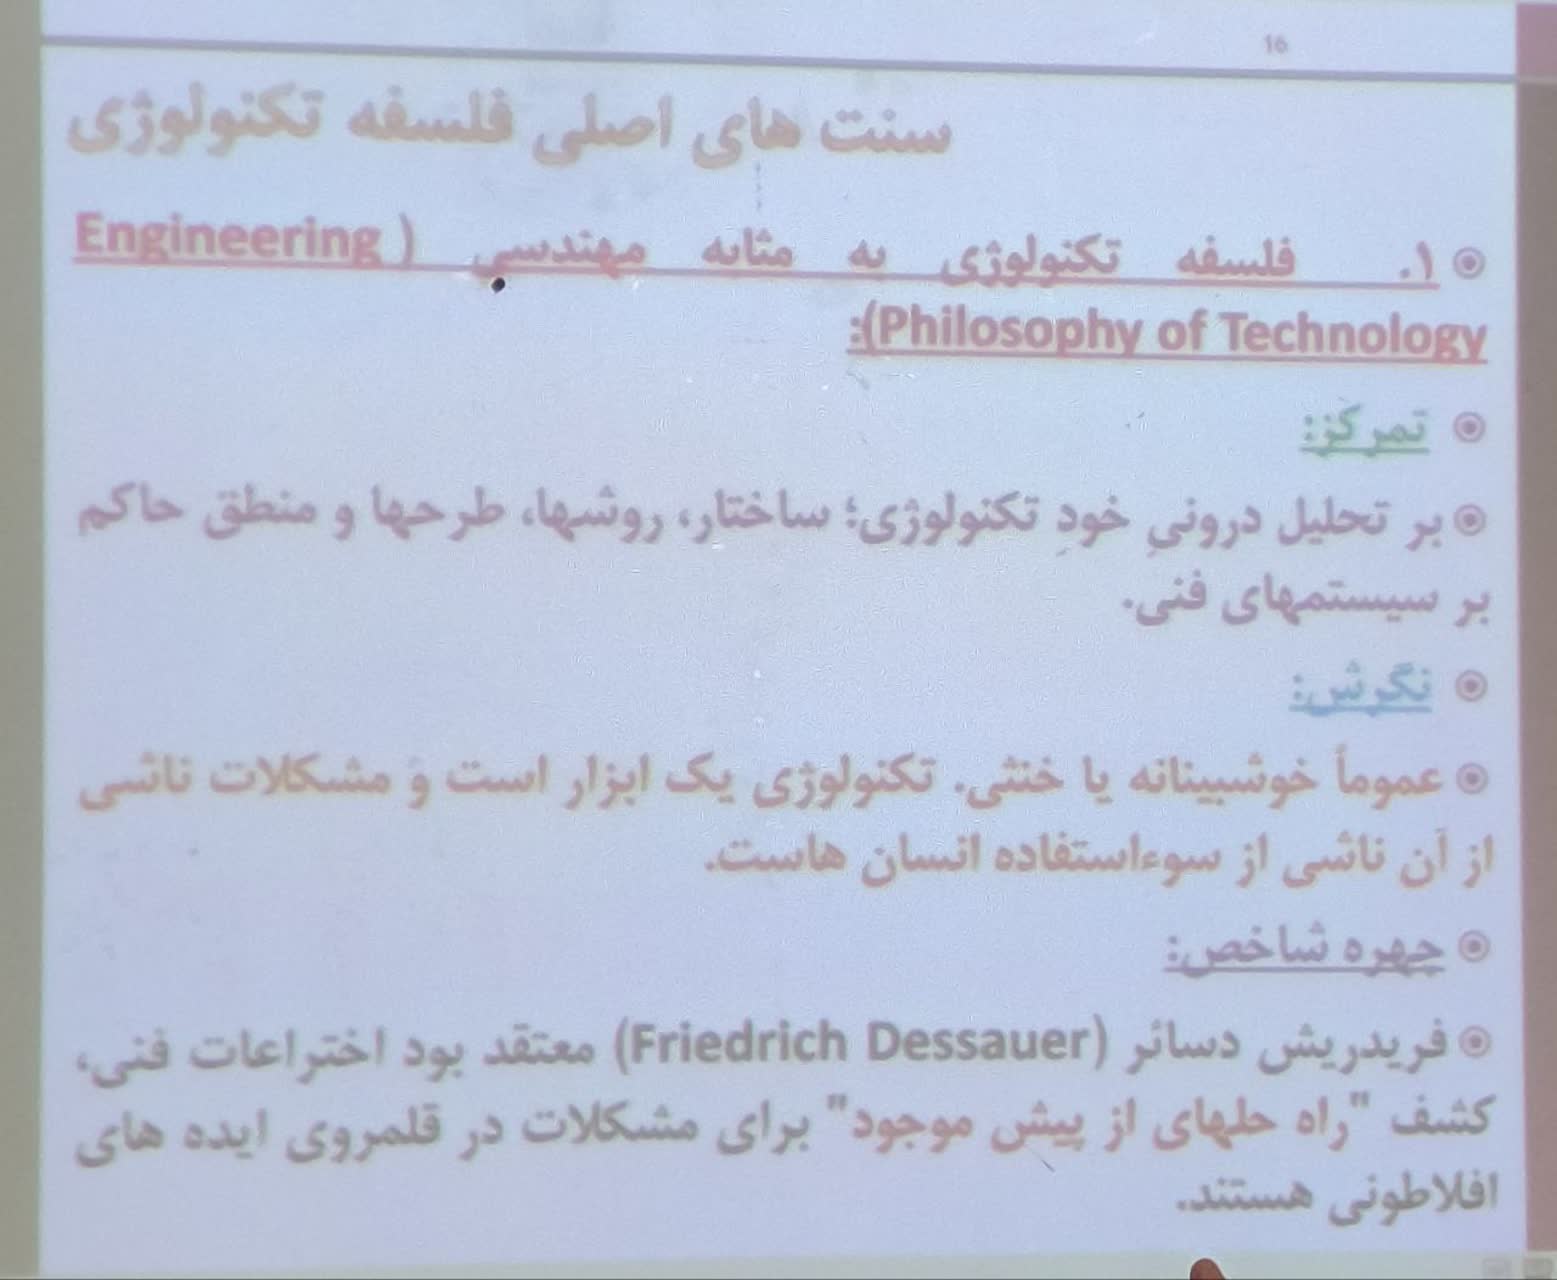 16
سنت های اصلی فلسفه تکنولوژی
۱. فلسفه تکنولوژی به مثابه مهندسی ( Engineering
Philosophy of Technology):
تمرکز:
بر تحلیل درونیِ خودِ تکنولوژی؛ ساختار، روشها، طرحها و منطق حاکم
بر سیستمهای فنی.
نگرش:
عموماً خوشبینانه یا خنثی. تکنولوژی یک ابزار است و مشکلات ناشی
از آن ناشی از سوءاستفاده انسان هاست.
چهره شاخص:
فریدریش دسائر (Friedrich Dessauer) معتقد بود اختراعات فنی،
کشف "راه حلهای از پیش موجود" برای مشکلات در قلمروی ایده های
افلاطونی هستند.